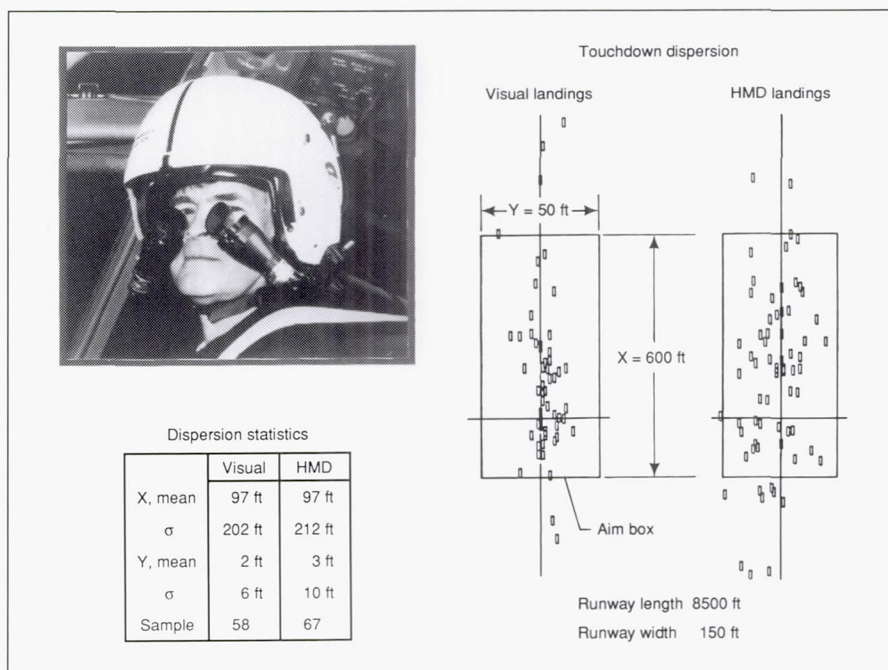 Touchdown dispersion
Visual landings
HMD landings
Y = 50 ft
X = 600 ft
Aim box
Runway length 8500 ft
Runway width 150 ft
Dispersion statistics
Visual HMD
X, mean 97 ft 97 ft
σ 202 ft 212 ft
Y, mean 2 ft 3 ft
σ 6 ft 10 ft
Sample 58 67